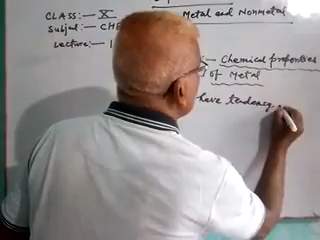 CLASS:— X
Metal and Nonmetal
Subject:— CHE
Lecture:— 1
Chemical properties
of Metal
have tendency